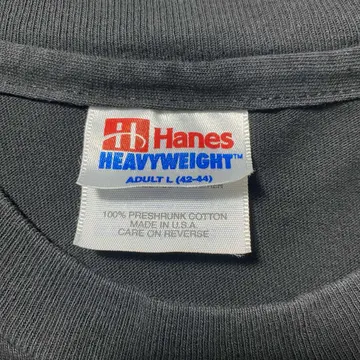 Hanes
HEAVYWEIGHT™
ADULT L (42-44)
100% PRESHRUNK COTTON
MADE IN U.S.A.
CARE ON REVERSE